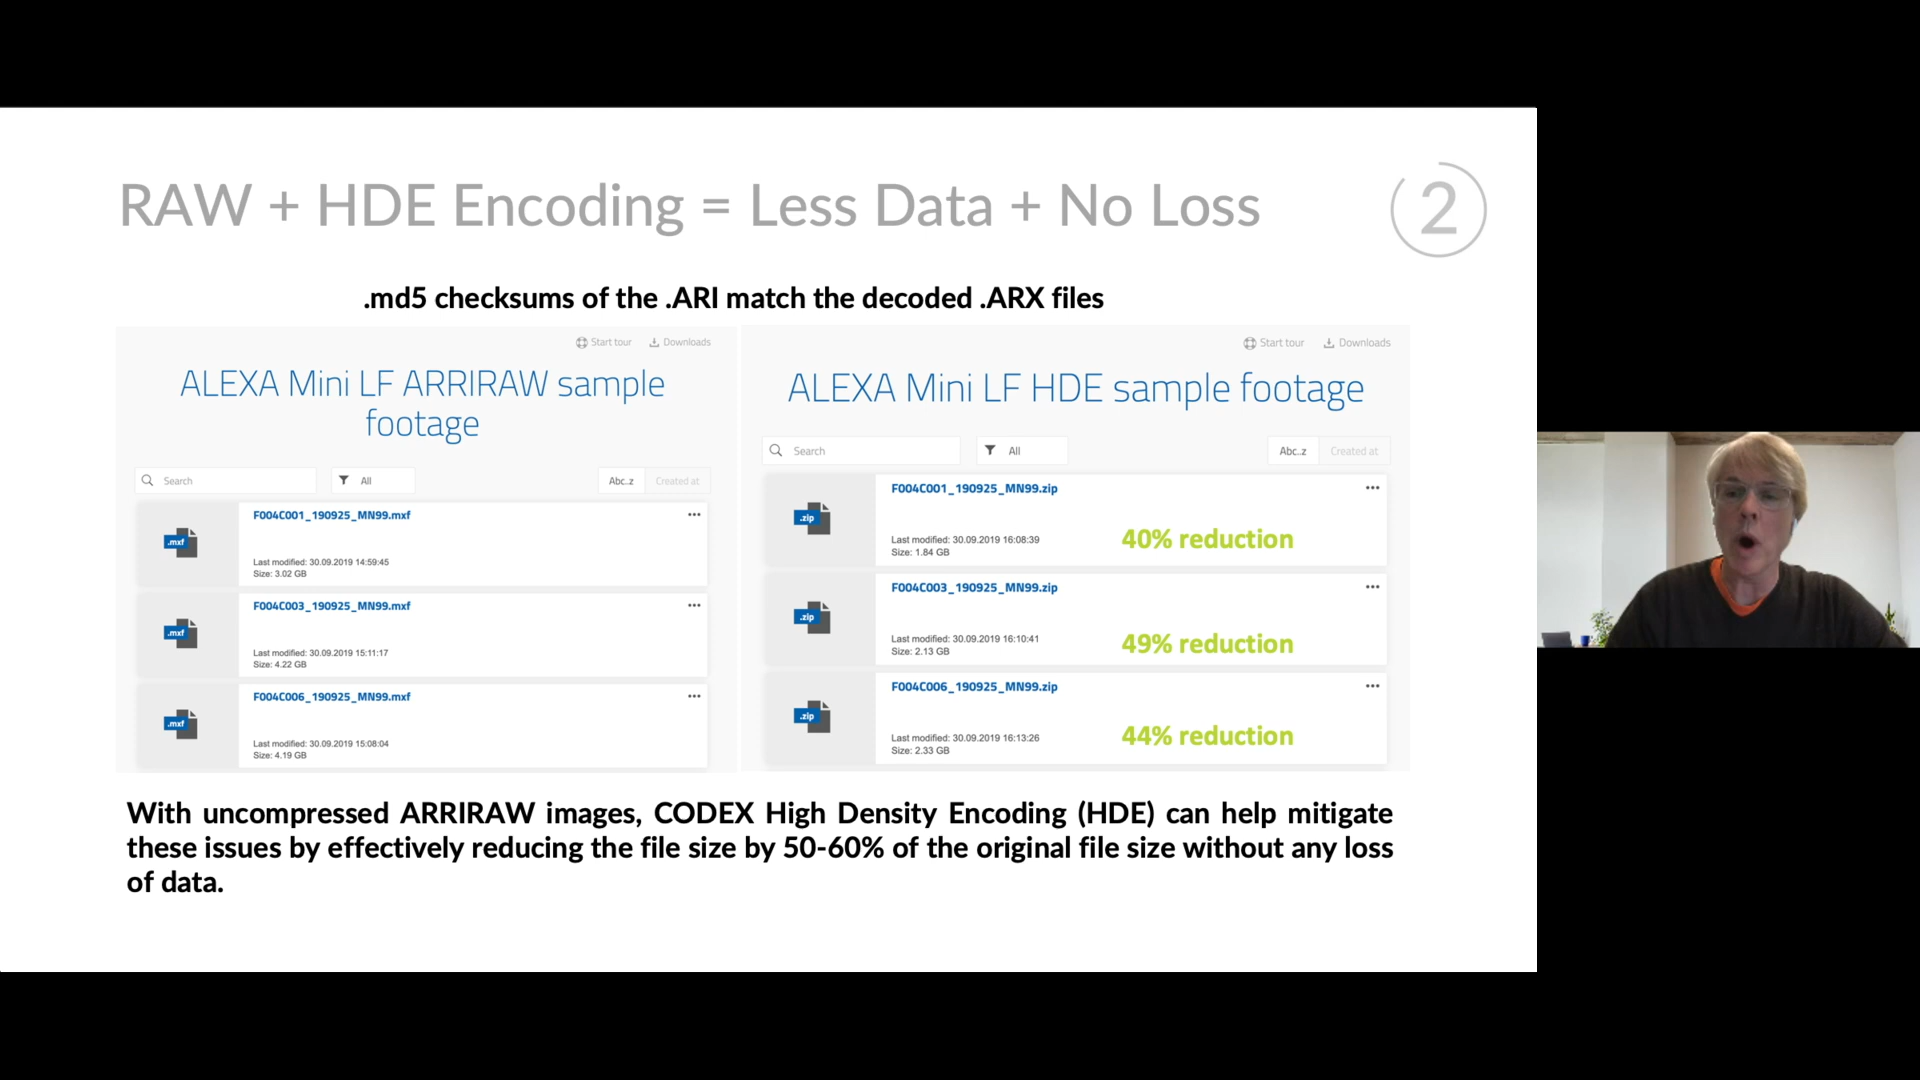 RAW + HDE Encoding = Less Data + No Loss
2
.md5 checksums of the .ARI match the decoded .ARX files
Start tour
Downloads
ALEXA Mini LF ARRIRAW sample
footage
Search
All
Abc..z
Created at
.mxf
F004C001_190925_MN99.mxf
Last modified: 30.09.2019 14:59:45
Size: 3.02 GB
.mxf
F004C003_190925_MN99.mxf
Last modified: 30.09.2019 15:11:17
Size: 4.22 GB
.mxf
F004C006_190925_MN99.mxf
Last modified: 30.09.2019 15:08:04
Size: 4.19 GB
Start tour
Downloads
ALEXA Mini LF HDE sample footage
Search
All
Abc..z
Created at
.zip
F004C001_190925_MN99.zip
Last modified: 30.09.2019 16:08:39
Size: 1.84 GB
40% reduction
.zip
F004C003_190925_MN99.zip
Last modified: 30.09.2019 16:10:41
Size: 2.13 GB
49% reduction
.zip
F004C006_190925_MN99.zip
Last modified: 30.09.2019 16:13:26
Size: 2.33 GB
44% reduction
With uncompressed ARRIRAW images, CODEX High Density Encoding (HDE) can help mitigate
these issues by effectively reducing the file size by 50-60% of the original file size without any loss
of data.